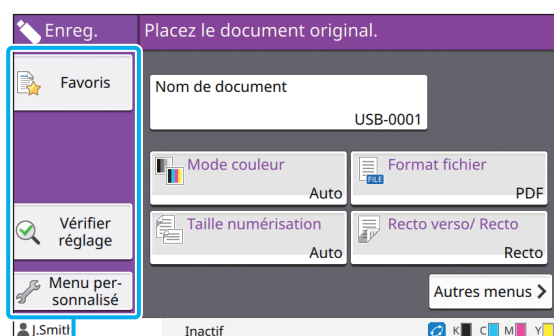 Enreg.
Placez le document original.
Favoris
Nom de document
USB-0001
Mode couleur
Auto
FILE
Format fichier
PDF
Vérifier
réglage
Taille numérisation
Auto
Recto verso/ Recto
Recto
Menu per-
sonnalisé
Autres menus
J.Smith
Inactif
K C M Y